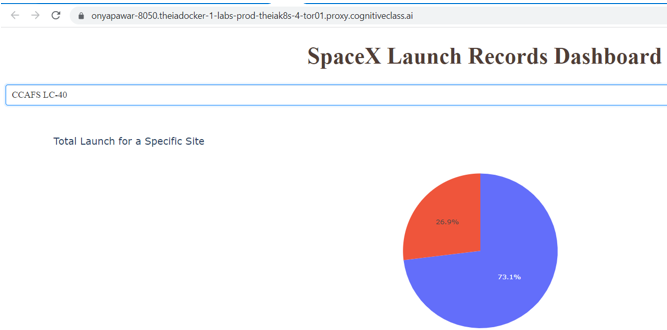 onyapawar-8050.theiadocker-1-labs-prod-theiak8s-4-tor01.proxy.cognitiveclass.ai
SpaceX Launch Records Dashboard
CCAFS LC-40
Total Launch for a Specific Site
26.9%
73.1%